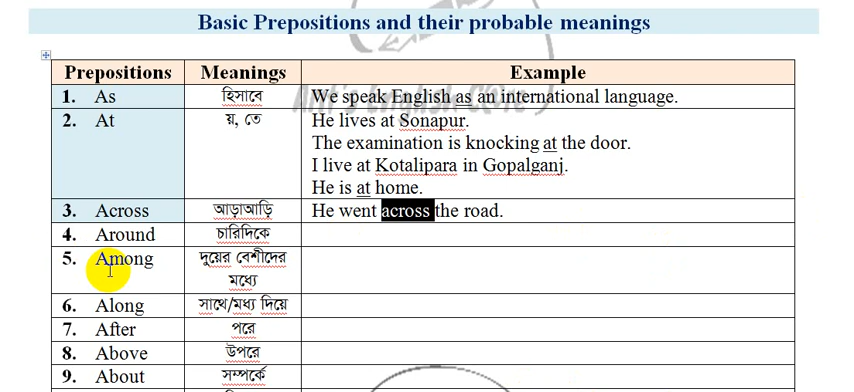 Basic Prepositions and their probable meanings
Prepositions Meanings Example
1. As হিসাবে We speak English as an international language.
2. At য়, তে He lives at Sonapur.
The examination is knocking at the door.
I live at Kotalipara in Gopalganj.
He is at home.
3. Across আড়াআড়ি He went across the road.
4. Around চারিদিকে
5. Among দুয়ের বেশীদের
মধ্যে
6. Along সাথে/মধ্য দিয়ে
7. After পরে
8. Above উপরে
9. About সম্পর্কে